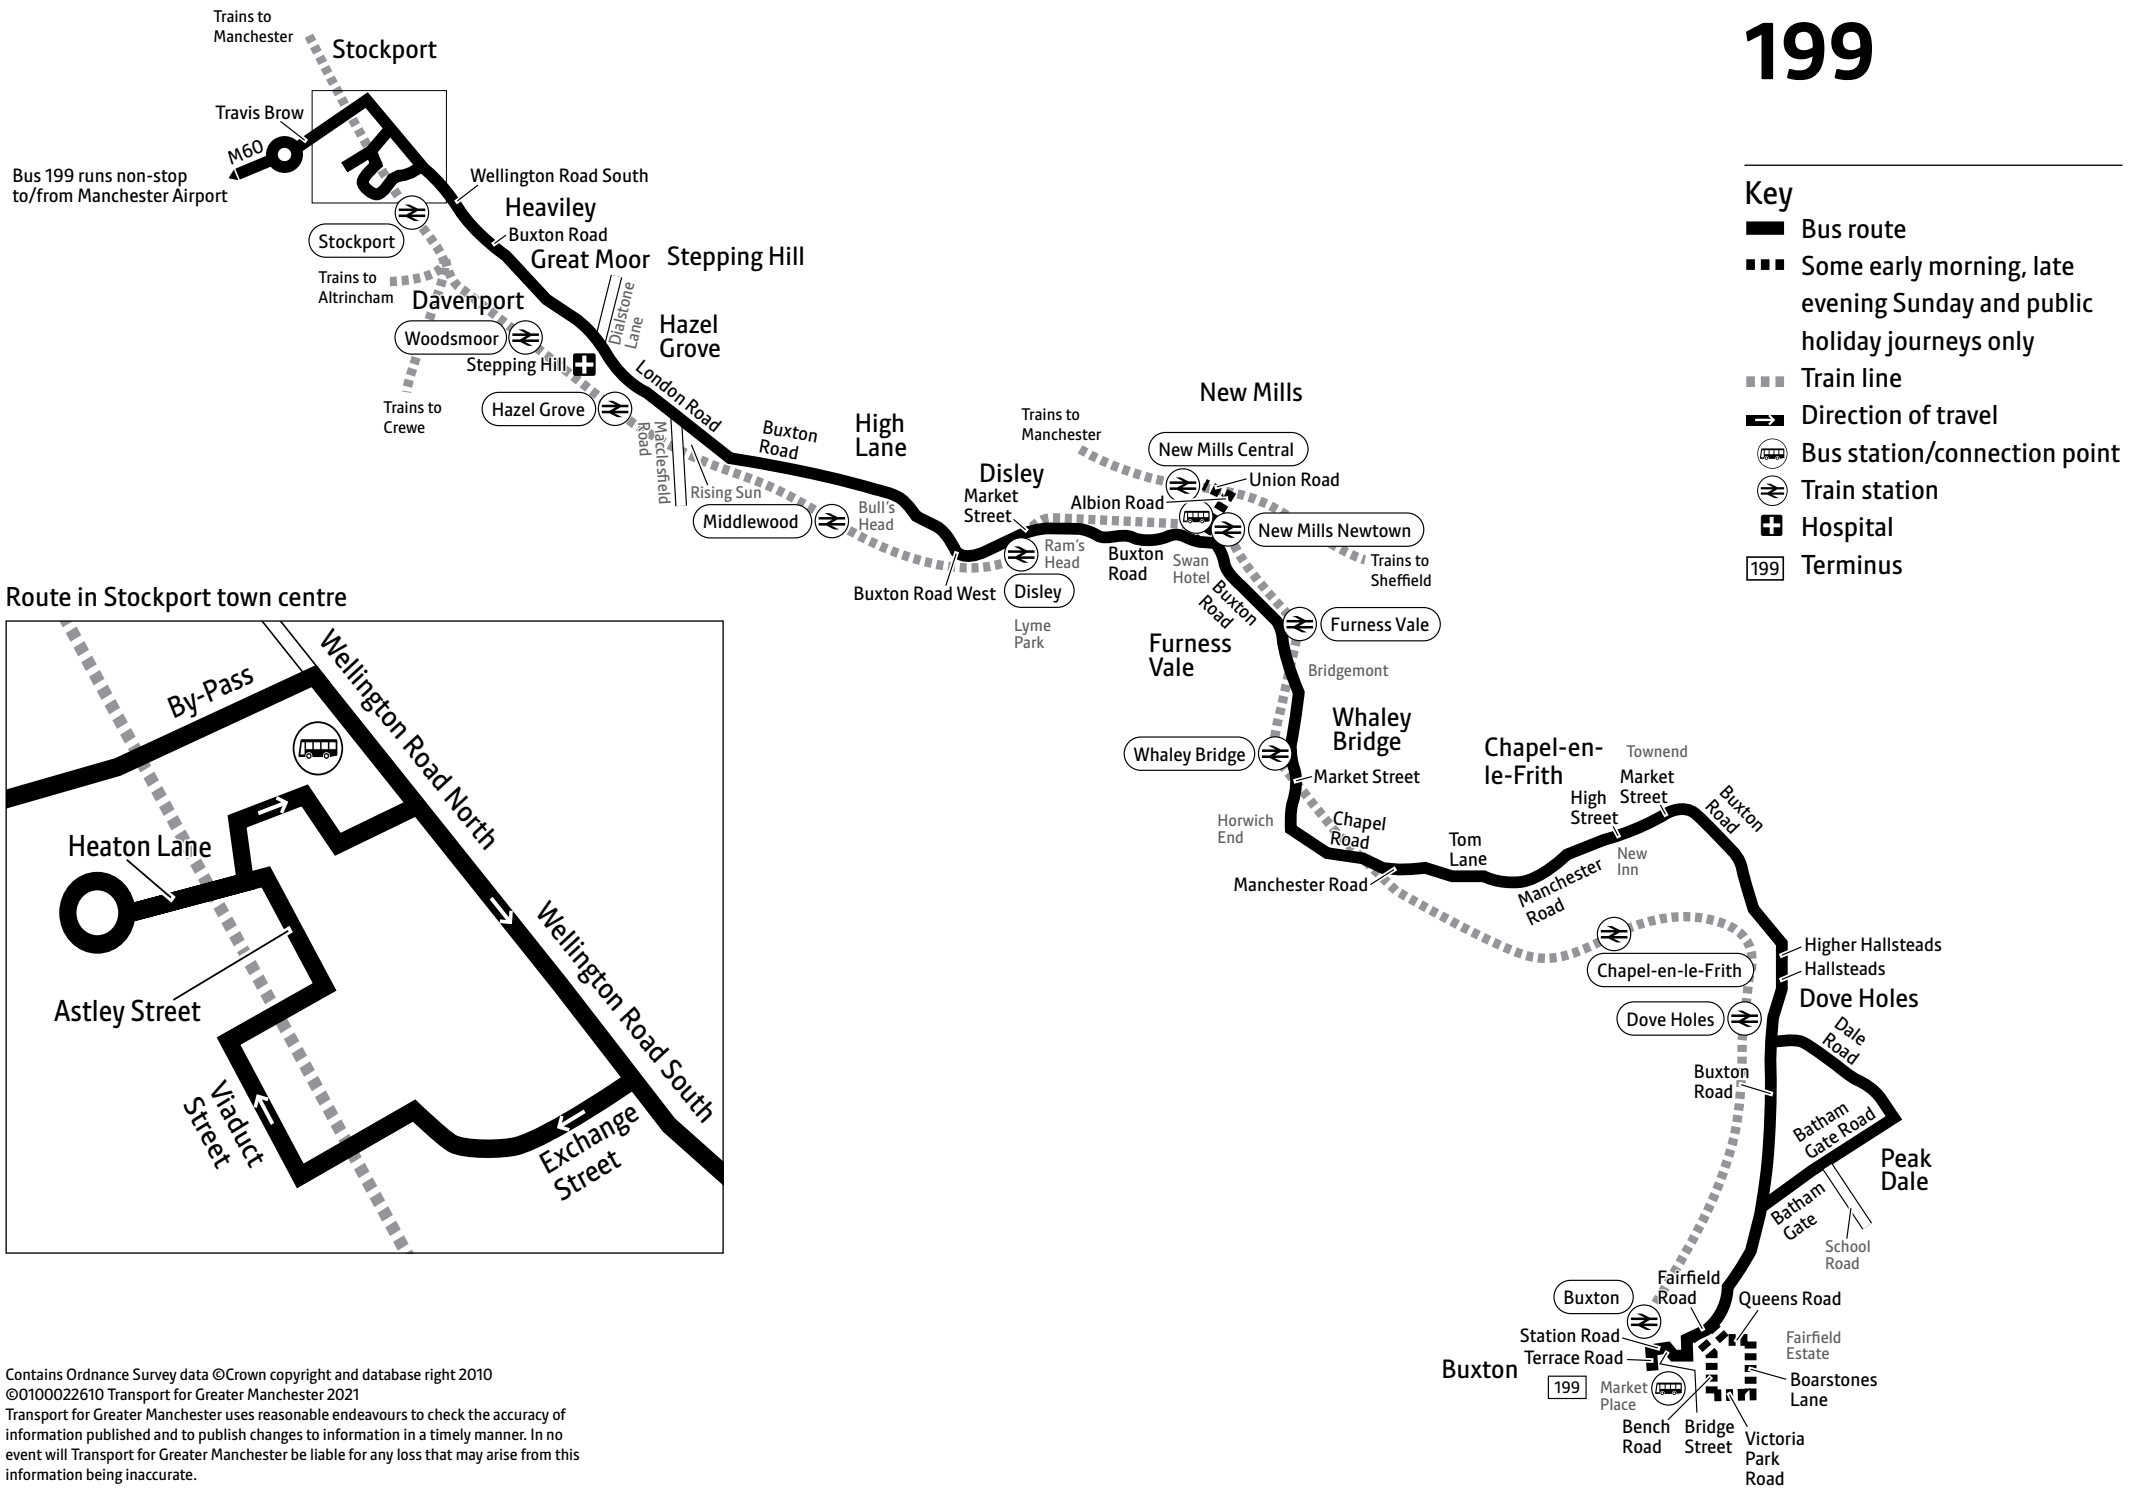 199
Key
Bus route
Some early morning, late
evening Sunday and public
holiday journeys only
Train line
Direction of travel
Bus station/connection point
Train station
Hospital
199
Terminus
Trains to
Manchester
Stockport
Travis Brow
M60
Bus 199 runs non-stop
to/from Manchester Airport
Wellington Road South
Heaviley
Buxton Road
Stockport
Great Moor
Stepping Hill
Trains to
Altrincham
Davenport
Dialstone
Lane
Hazel
Grove
Woodsmoor
Stepping Hill
London Road
Trains to
Crewe
Hazel Grove
Macclesfield
Road
Buxton
Road
High
Lane
Rising Sun
Middlewood
Bull's
Head
Disley
Market
Street
Buxton Road West
Ram's
Head
Disley
Lyme
Park
New Mills
Trains to
Manchester
New Mills Central
Union Road
Albion Road
New Mills Newtown
Buxton
Road
Swan
Hotel
Trains to
Sheffield
Buxton
Road
Furness Vale
Furness
Vale
Bridgemont
Whaley
Bridge
Whaley Bridge
Market Street
Horwich
End
Chapel
Road
Manchester Road
Tom
Lane
Chapel-en-
le-Frith
Townend
Market
Street
High
Street
New
Inn
Manchester
Road
Buxton
Road
Chapel-en-le-Frith
Higher Hallsteads
Hallsteads
Dove Holes
Dove Holes
Dale
Road
Buxton
Road
Batham
Gate Road
Peak
Dale
Batham
Gate
School
Road
Buxton
Fairfield
Road
Queens Road
Station Road
Terrace Road
Fairfield
Estate
Buxton
199
Market
Place
Boarstones
Lane
Bench
Road
Bridge
Street
Victoria
Park
Road
Route in Stockport town centre
By-Pass
Wellington Road North
Heaton Lane
Astley Street
Wellington Road South
Viaduct
Street
Exchange
Street
Contains Ordnance Survey data ©Crown copyright and database right 2010
©0100022610 Transport for Greater Manchester 2021
Transport for Greater Manchester uses reasonable endeavours to check the accuracy of
information published and to publish changes to information in a timely manner. In no
event will Transport for Greater Manchester be liable for any loss that may arise from this
information being inaccurate.